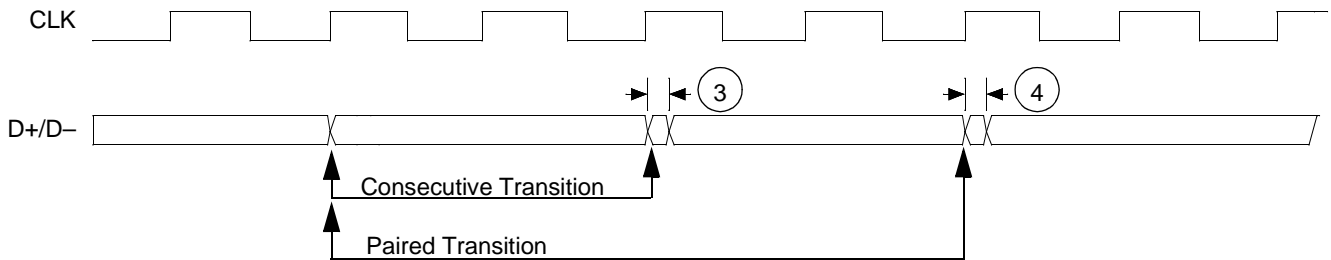 CLK
3
4
D+/D–
Consecutive Transition
Paired Transition